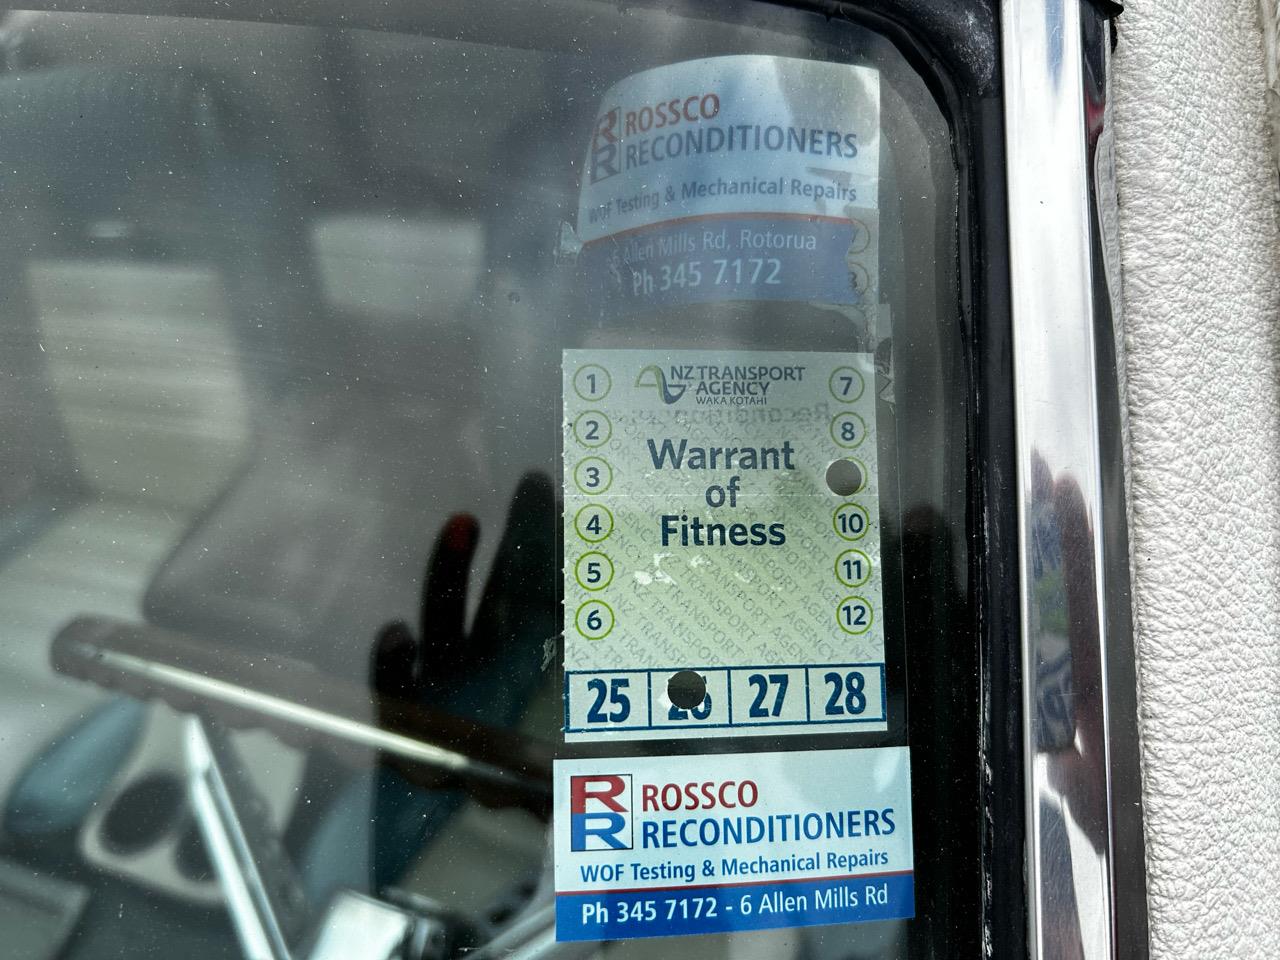 R
R
ROSSCO
RECONDITIONERS
WOF Testing & Mechanical Repairs
6 Allen Mills Rd, Rotorua
Ph 345 7172
NZ TRANSPORT
AGENCY
WAKA KOTAHI
Warrant
of
Fitness
1
2
3
4
5
6
7
8
10
11
12
25 26 27 28
R
R
ROSSCO
RECONDITIONERS
WOF Testing & Mechanical Repairs
Ph 345 7172 - 6 Allen Mills Rd